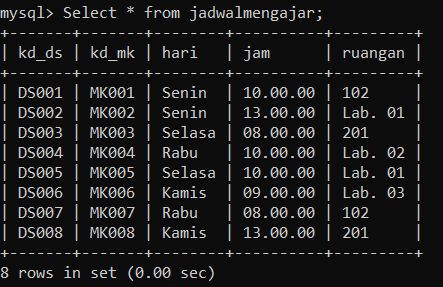 mysql> Select * from jadwalmengajar;
+-------+-------+--------+----------+---------+
| kd_ds | kd_mk | hari   | jam      | ruangan |
+-------+-------+--------+----------+---------+
| DS001 | MK001 | Senin  | 10.00.00 | 102     |
| DS002 | MK002 | Senin  | 13.00.00 | Lab. 01 |
| DS003 | MK003 | Selasa | 08.00.00 | 201     |
| DS004 | MK004 | Rabu   | 10.00.00 | Lab. 02 |
| DS005 | MK005 | Selasa | 10.00.00 | Lab. 01 |
| DS006 | MK006 | Kamis  | 09.00.00 | Lab. 03 |
| DS007 | MK007 | Rabu   | 08.00.00 | 102     |
| DS008 | MK008 | Kamis  | 13.00.00 | 201     |
+-------+-------+--------+----------+---------+
8 rows in set (0.00 sec)